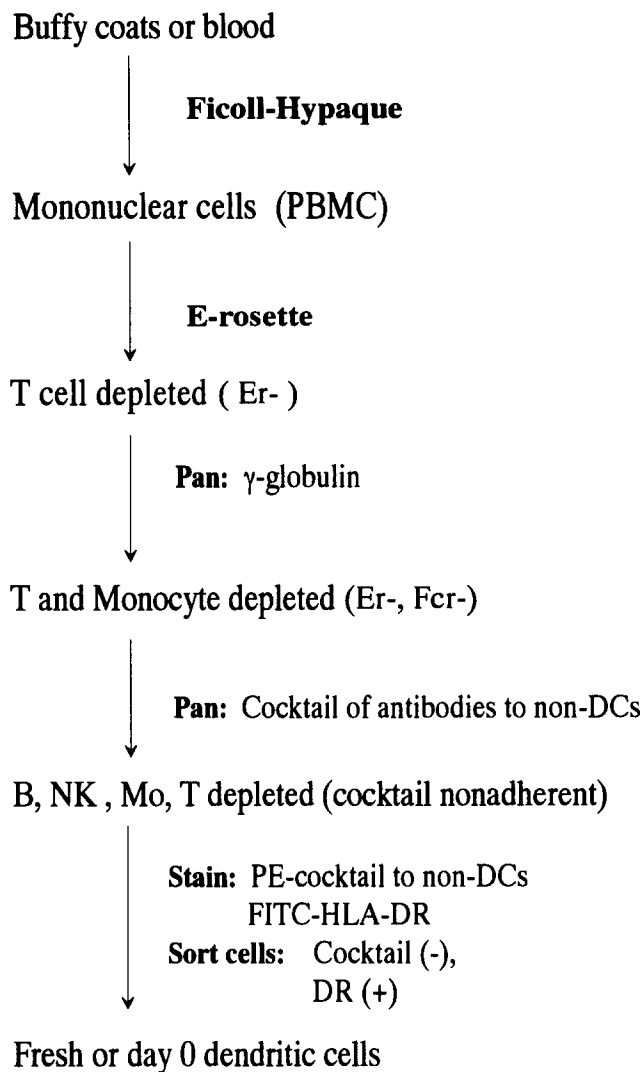 Buffy coats or blood
Ficoll-Hypaque
Mononuclear cells (PBMC)
E-rosette
T cell depleted ( Er- )
Pan: γ-globulin
T and Monocyte depleted (Er-, Fcr-)
Pan: Cocktail of antibodies to non-DCs
B, NK , Mo, T depleted (cocktail nonadherent)
Stain: PE-cocktail to non-DCs
FITC-HLA-DR
Sort cells: Cocktail (-),
DR (+)
Fresh or day 0 dendritic cells